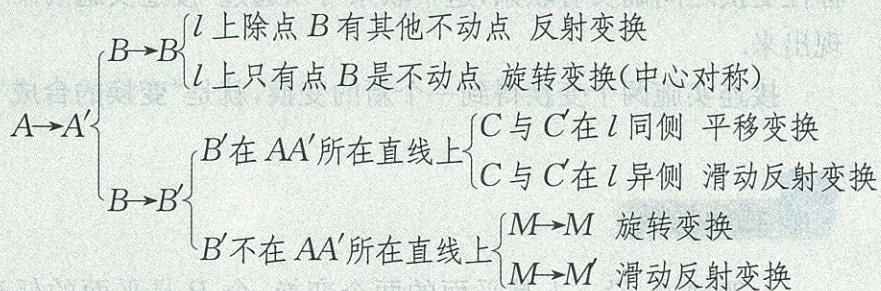 现出来.
B→B{l 上除点 B 有其他不动点 反射变换
l 上只有点 B 是不动点 旋转变换(中心对称)
A→A′{
B′在 AA′所在直线上{C 与 C′在 l 同侧 平移变换
C 与 C′在 l 异侧 滑动反射变换
B→B′{
B′不在 AA′所在直线上{M→M 旋转变换
M→M′ 滑动反射变换